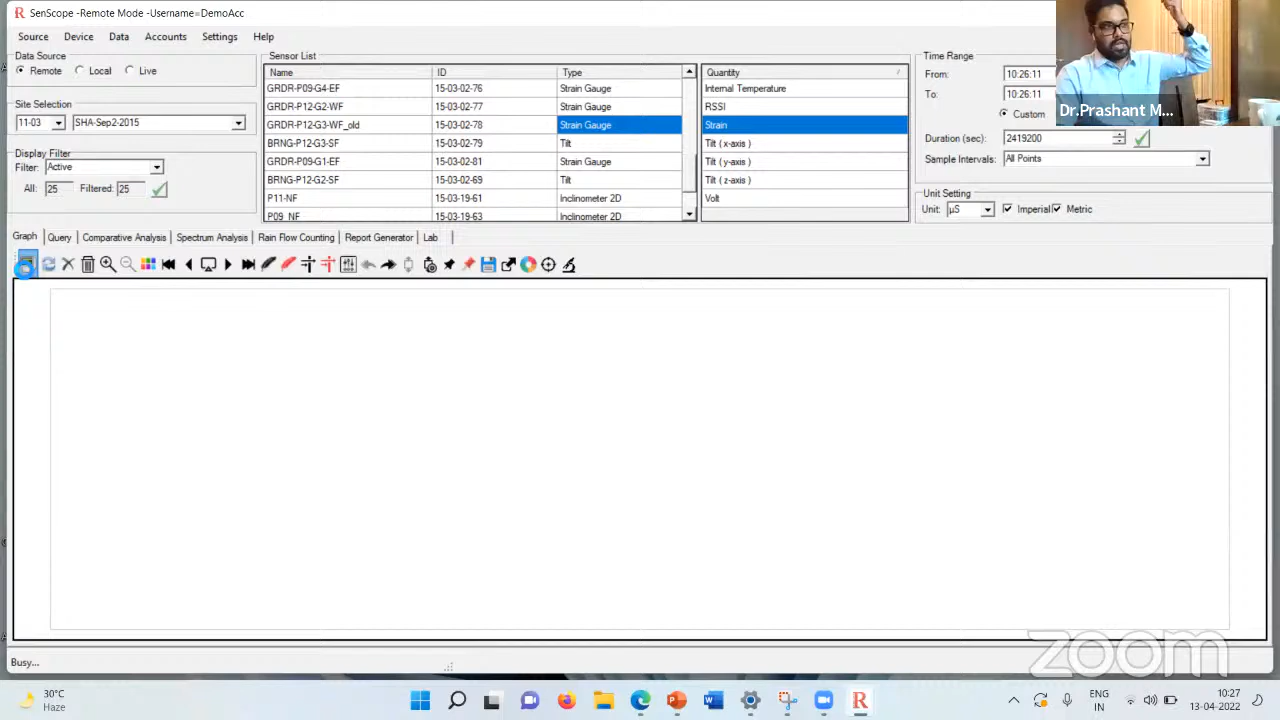 SenScope -Remote Mode -Username=DemoAcc
Source Device Data Accounts Settings Help
Data Source
Remote Local Live
Site Selection
11-03 SHA-Sep2-2015
Display Filter
Filter: Active
All: 25 Filtered: 25
Sensor List
Name ID Type
GRDR-P09-G4-EF 15-03-02-76 Strain Gauge
GRDR-P12-G2-WF 15-03-02-77 Strain Gauge
GRDR-P12-G3-WF_old 15-03-02-78 Strain Gauge
BRNG-P12-G3-SF 15-03-02-79 Tilt
GRDR-P09-G1-EF 15-03-02-81 Strain Gauge
BRNG-P12-G2-SF 15-03-02-69 Tilt
P11-NF 15-03-19-61 Inclinometer 2D
P09_NF 15-03-19-63 Inclinometer 2D
Quantity
Internal Temperature
RSSI
Strain
Tilt ( x-axis )
Tilt ( y-axis )
Tilt ( z-axis )
Volt
Time Range
From: 10:26:11
To: 10:26:11
Custom
Duration (sec): 2419200
Sample Intervals: All Points
Unit Setting
Unit: µS Imperial Metric
Dr.Prashant M...
Graph Query Comparative Analysis Spectrum Analysis Rain Flow Counting Report Generator Lab
Busy...
zoom
30°C
Haze
ENG
IN
10:27
13-04-2022